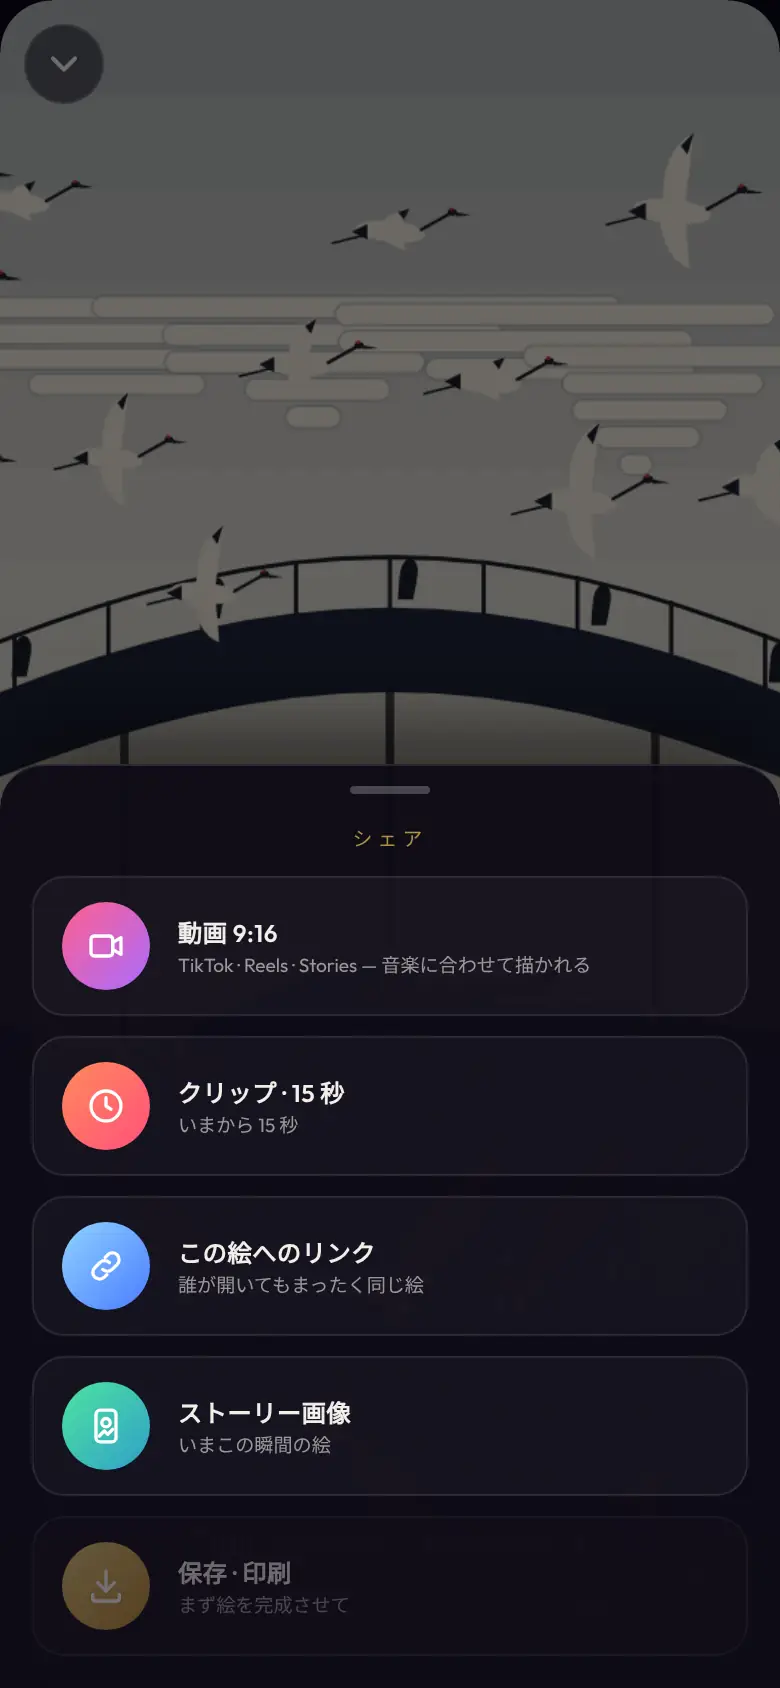 シェア
動画 9:16
TikTok·Reels·Stories — 音楽に合わせて描かれる
クリップ·15 秒
いまから 15 秒
この絵へのリンク
誰が開いてもまったく同じ絵
ストーリー画像
いまこの瞬間の絵
保存·印刷
まず絵を完成させて